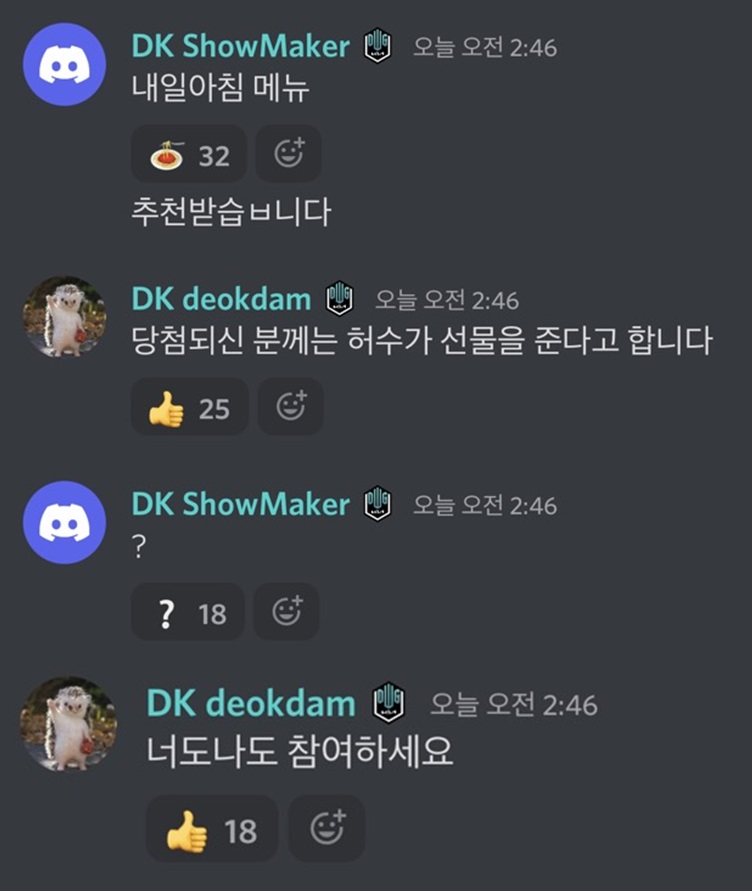 DK ShowMaker 오늘 오전 2:46
내일아침 메뉴
32
추천받습ㅂ니다
DK deokdam 오늘 오전 2:46
당첨되신 분께는 허수가 선물을 준다고 합니다
25
DK ShowMaker 오늘 오전 2:46
?
? 18
DK deokdam 오늘 오전 2:46
너도나도 참여하세요
18